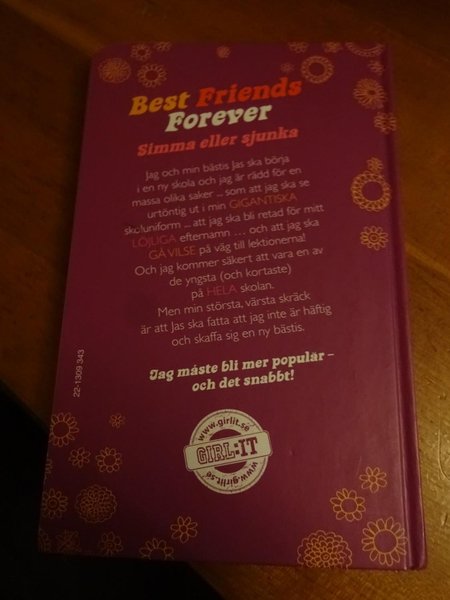 Best Friends
Forever
Simma eller sjunka
Jag och min bästis Jas ska börja
i en ny skola och jag är rädd för en
massa olika saker ... som att jag ska se
urtöntig ut i min GIGANTISKA
skoluniform ... att jag ska bli retad för mitt
LÖJLIGA efternamn ... och att jag ska
GÅ VILSE på väg till lektionerna!
Och jag kommer säkert att vara en av
de yngsta (och kortaste)
på HELA skolan.
Men min största, värsta skräck
är att Jas ska fatta att jag inte är häftig
och skaffa sig en ny bästis.
Jag måste bli mer populär –
och det snabbt!
www.girlit.se
GIRL:IT
www.girlit.se
22-1309 343